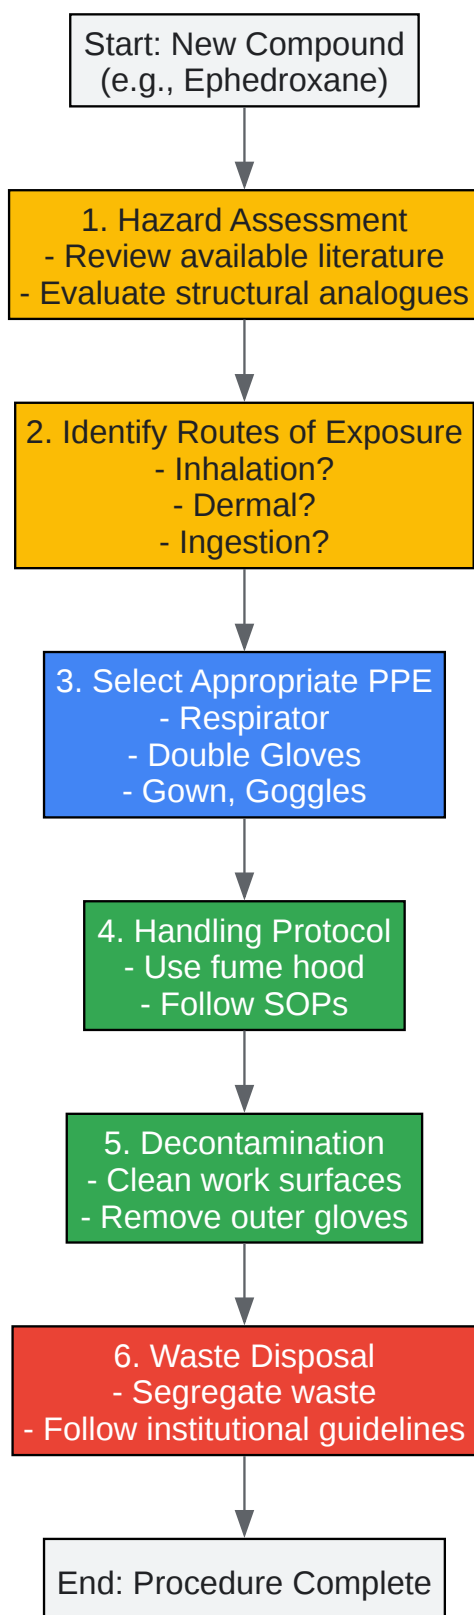 Start: New Compound
(e.g., Ephedroxane)
1. Hazard Assessment
- Review available literature
- Evaluate structural analogues
2. Identify Routes of Exposure
- Inhalation?
- Dermal?
- Ingestion?
3. Select Appropriate PPE
- Respirator
- Double Gloves
- Gown, Goggles
4. Handling Protocol
- Use fume hood
- Follow SOPs
5. Decontamination
- Clean work surfaces
- Remove outer gloves
6. Waste Disposal
- Segregate waste
- Follow institutional guidelines
End: Procedure Complete